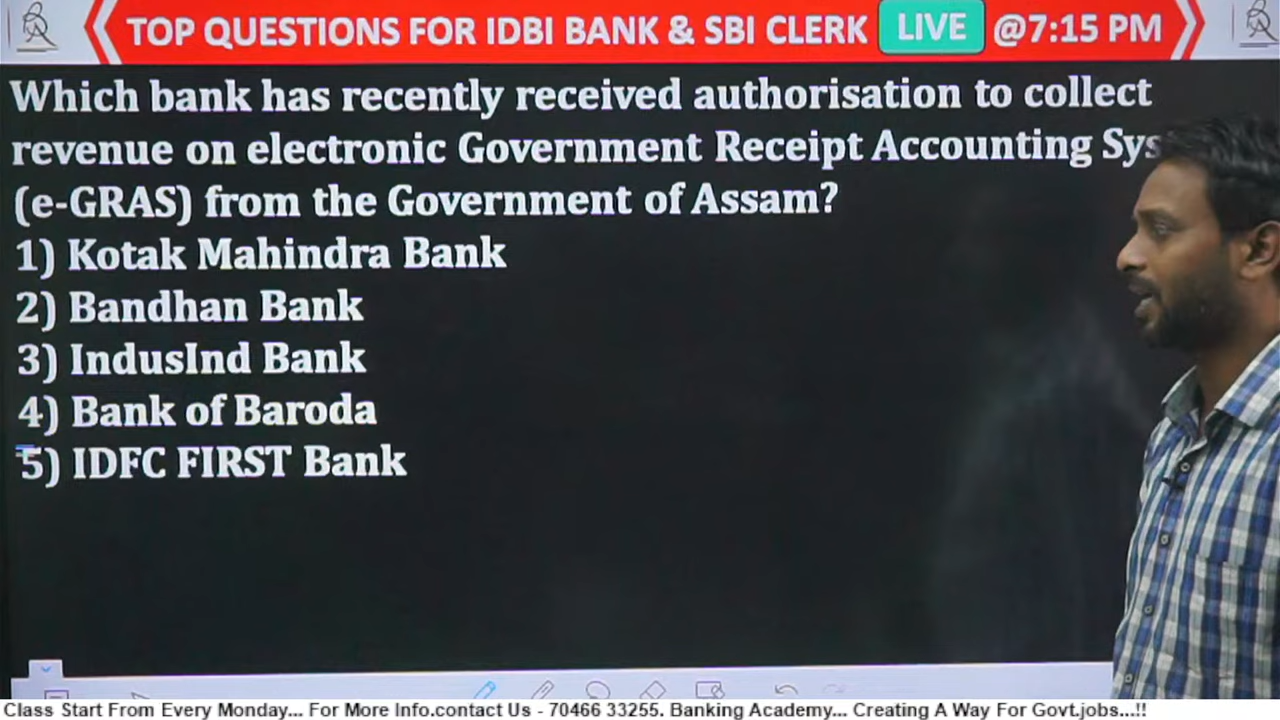 TOP QUESTIONS FOR IDBI BANK & SBI CLERK LIVE @7:15 PM
Which bank has recently received authorisation to collect
revenue on electronic Government Receipt Accounting Sys
(e-GRAS) from the Government of Assam?
1) Kotak Mahindra Bank
2) Bandhan Bank
3) IndusInd Bank
4) Bank of Baroda
5) IDFC FIRST Bank
Class Start From Every Monday... For More Info.contact Us - 70466 33255. Banking Academy... Creating A Way For Govt.jobs...!!